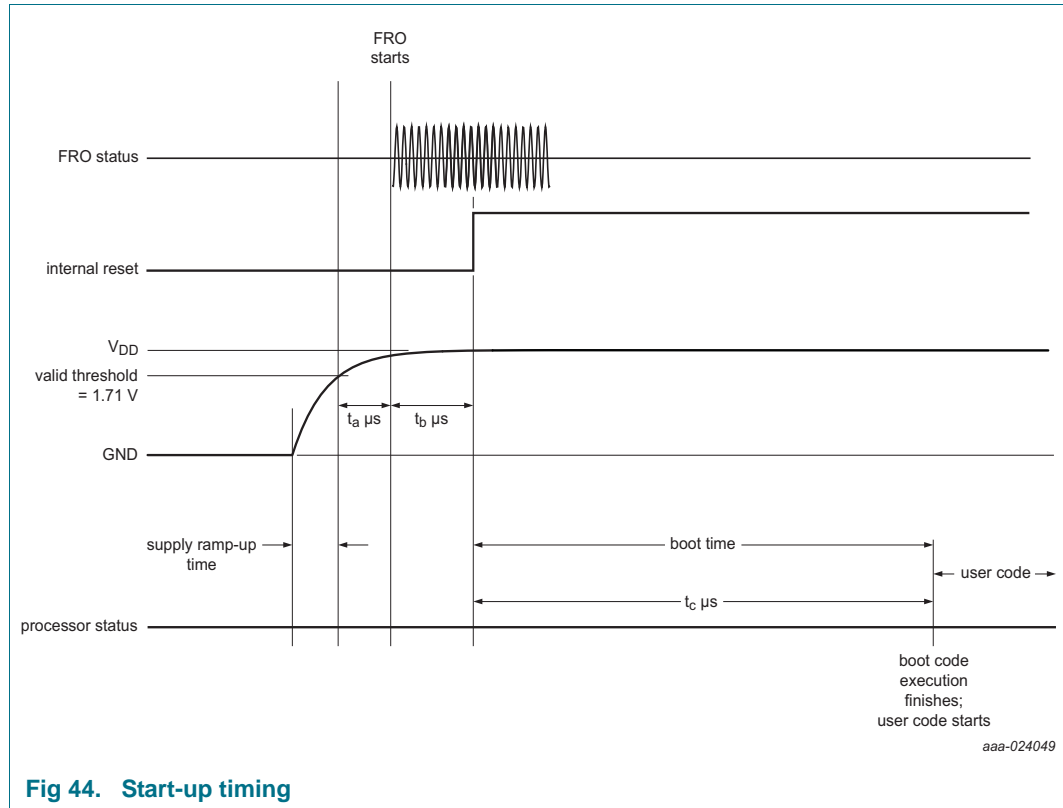 FRO
starts
FRO status
internal reset
VDD
valid threshold
= 1.71 V
ta μs
tb μs
GND
supply ramp-up
time
boot time
user code
tc μs
processor status
boot code
execution
finishes;
user code starts
aaa-024049
Fig 44. Start-up timing